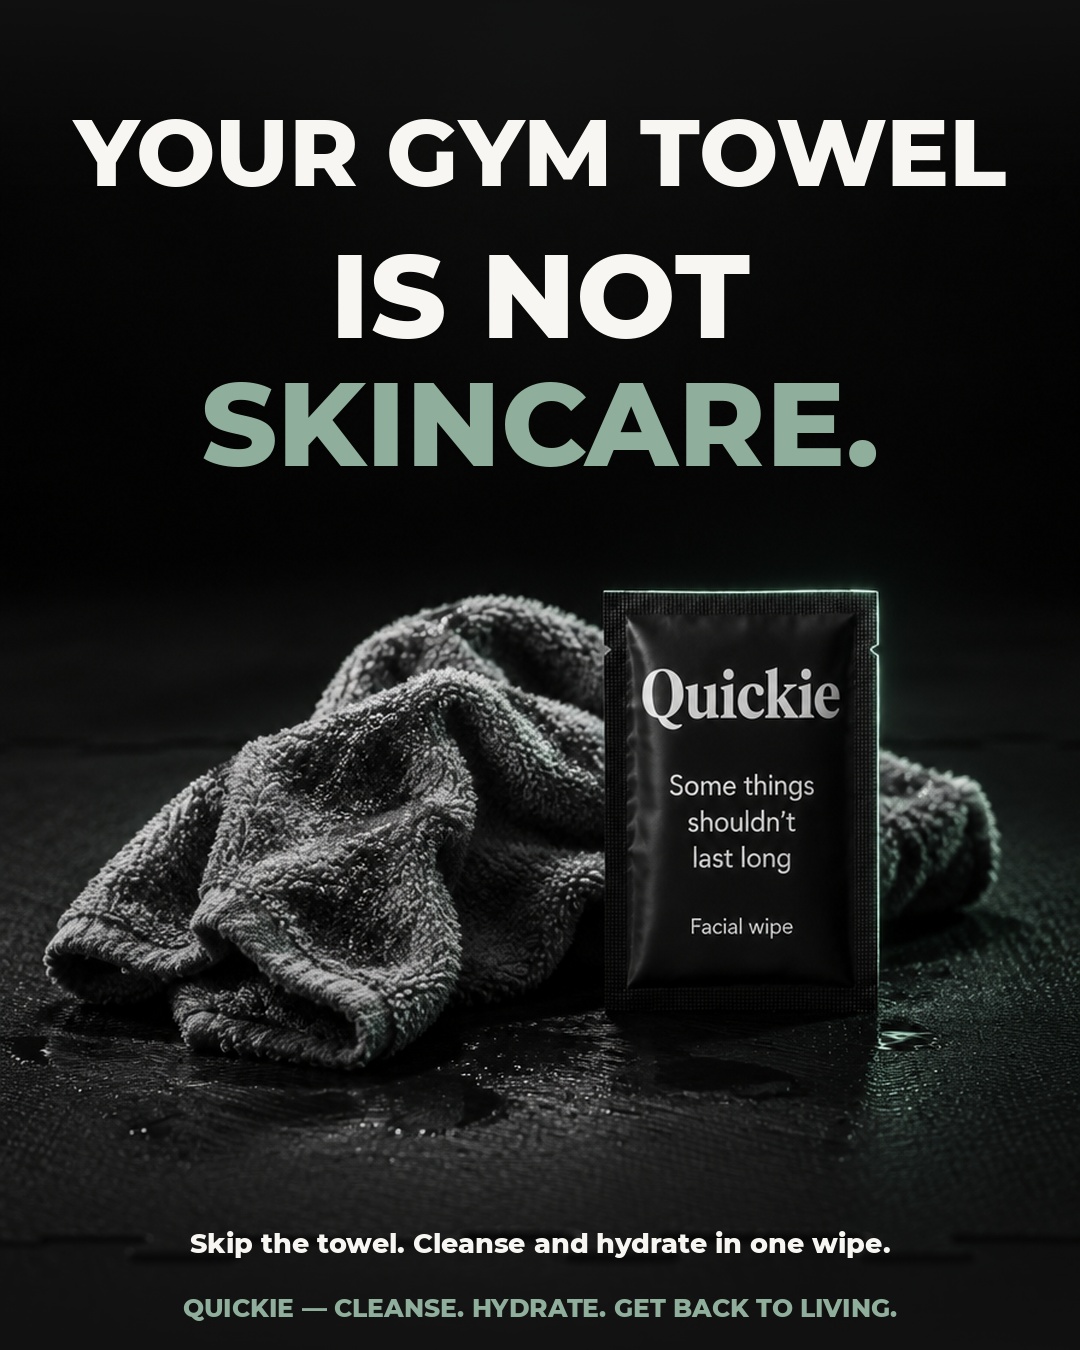 YOUR GYM TOWEL
IS NOT
SKINCARE.
Quickie
Some things
shouldn't
last long
Facial wipe
Skip the towel. Cleanse and hydrate in one wipe.
QUICKIE — CLEANSE. HYDRATE. GET BACK TO LIVING.